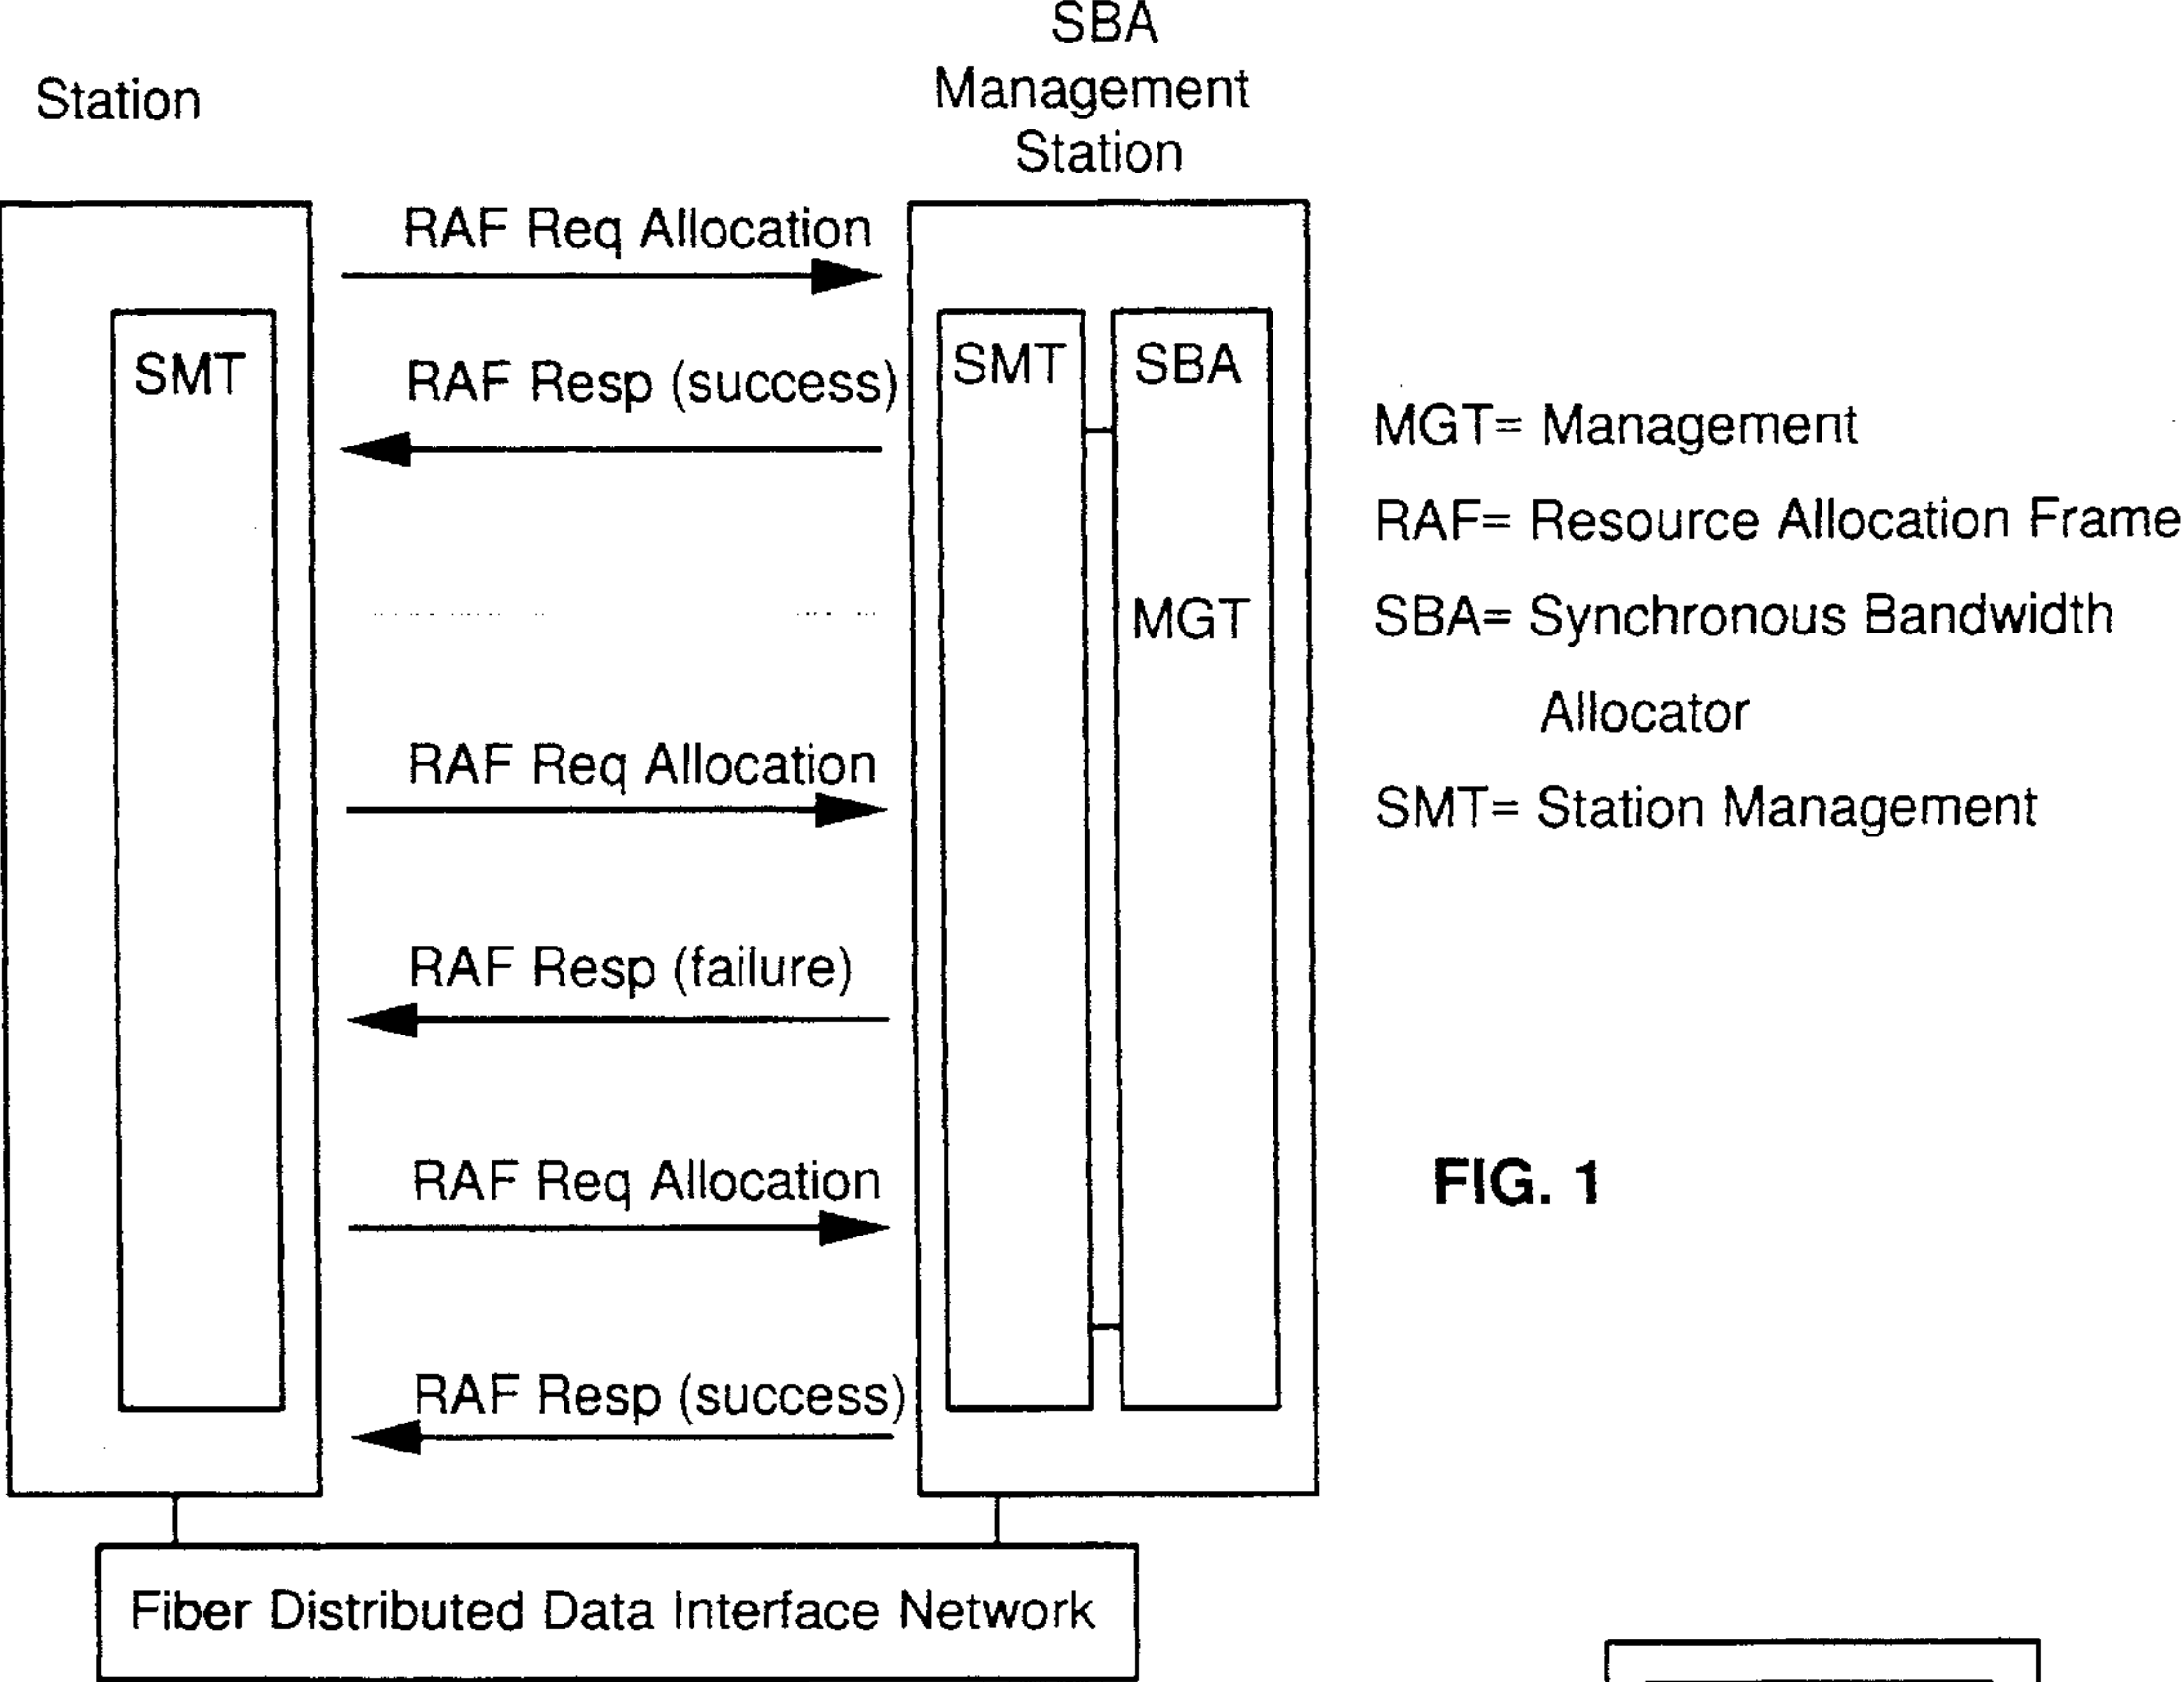 Station
SBA
Management
Station
RAF Req Allocation
SMT
RAF Resp (success)
SMT
SBA
MGT
RAF Req Allocation
RAF Resp (failure)
RAF Req Allocation
RAF Resp (success)
Fiber Distributed Data Interface Network
MGT= Management
RAF= Resource Allocation Frame
SBA= Synchronous Bandwidth
Allocator
SMT= Station Management
FIG. 1